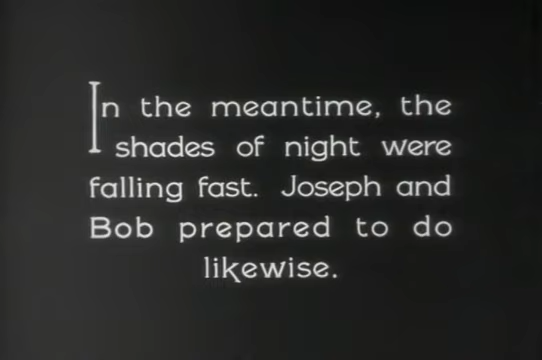 In the meantime, the
shades of night were
falling fast. Joseph and
Bob prepared to do
likewise.